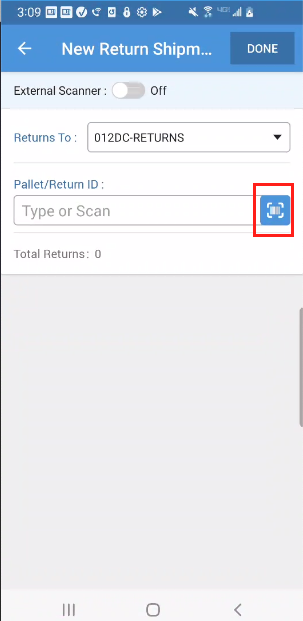 3:09
New Return Shipm... DONE
External Scanner : Off
Returns To : 012DC-RETURNS
Pallet/Return ID :
Type or Scan
Total Returns: 0